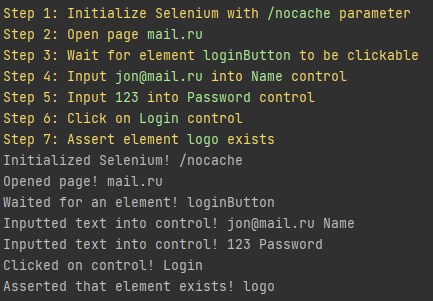 Step 1: Initialize Selenium with /nocache parameter
Step 2: Open page mail.ru
Step 3: Wait for element loginButton to be clickable
Step 4: Input jon@mail.ru into Name control
Step 5: Input 123 into Password control
Step 6: Click on Login control
Step 7: Assert element logo exists
Initialized Selenium! /nocache
Opened page! mail.ru
Waited for an element! loginButton
Inputted text into control! jon@mail.ru Name
Inputted text into control! 123 Password
Clicked on control! Login
Asserted that element exists! logo